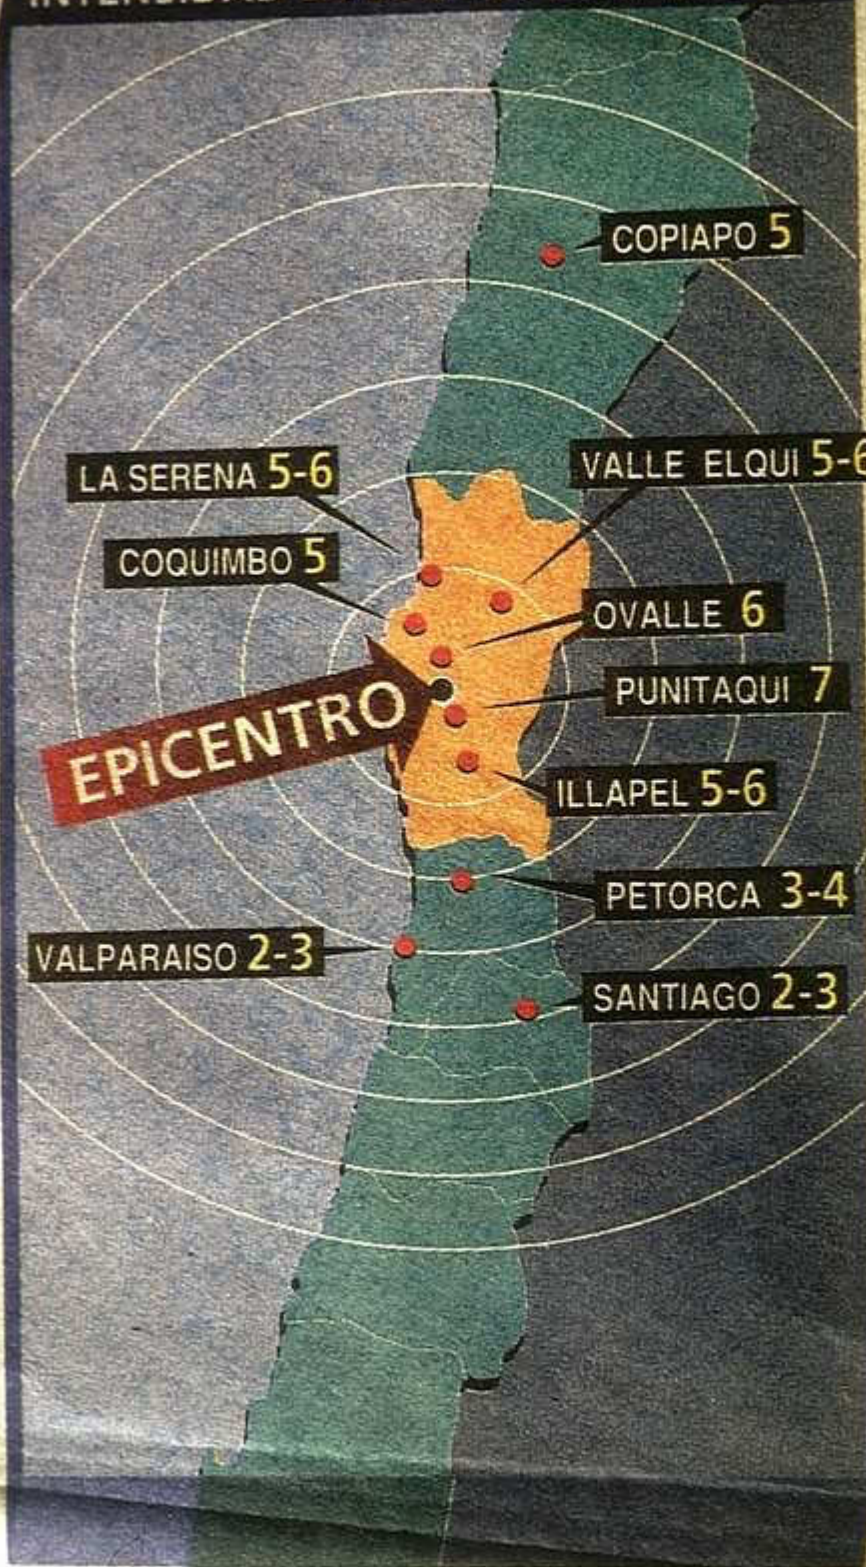 COPIAPO 5
LA SERENA 5-6
VALLE ELQUI 5-6
COQUIMBO 5
OVALLE 6
PUNITAQUI 7
EPICENTRO
ILLAPEL 5-6
PETORCA 3-4
VALPARAISO 2-3
SANTIAGO 2-3